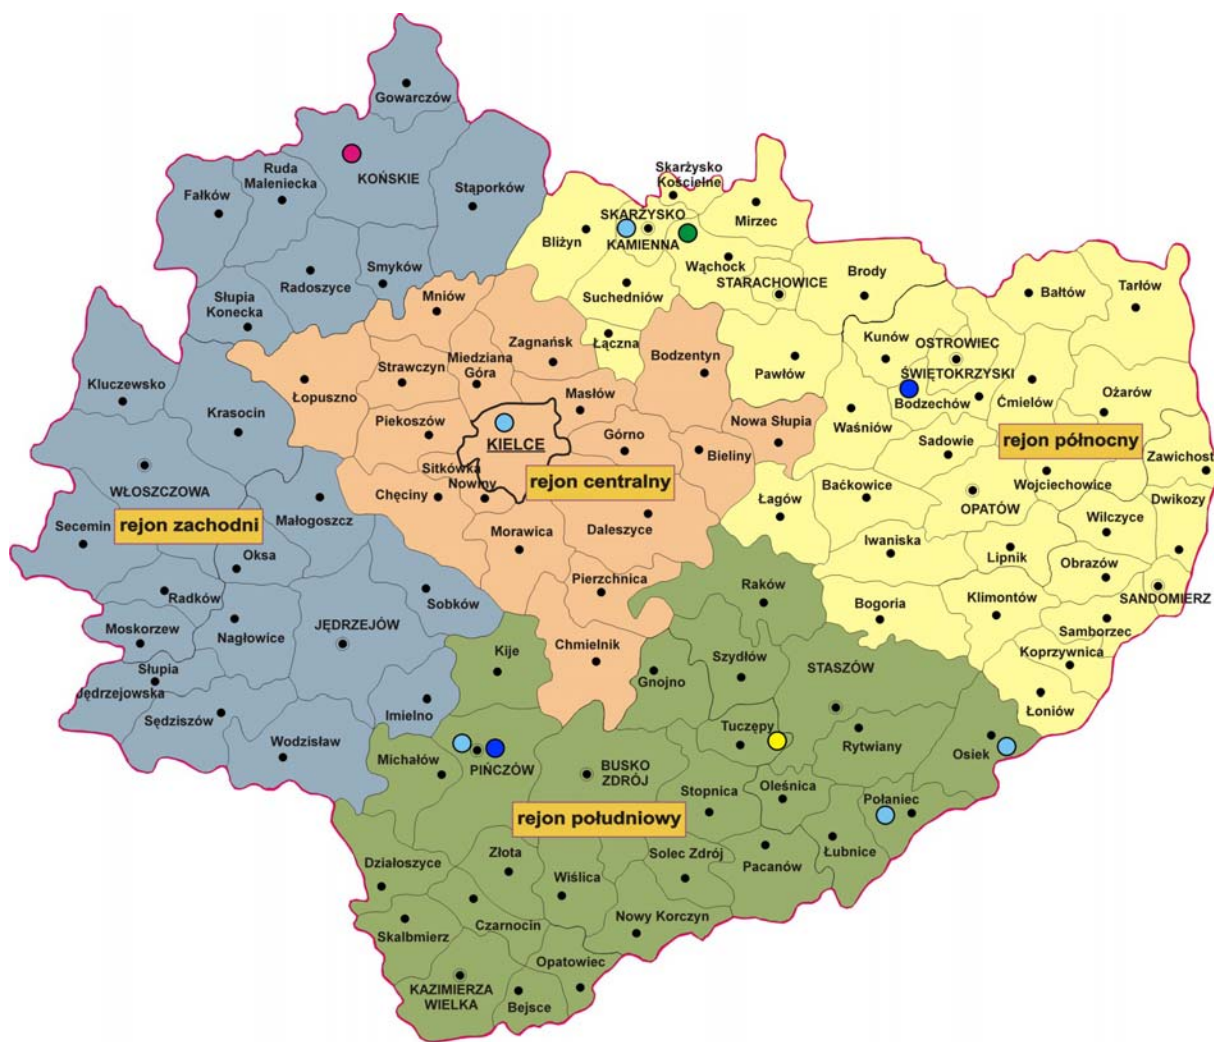 Gowarczów
KOŃSKIE
Ruda
Maleniecka
Fałków
Stąporków
Skarżysko
Kościelne
Mirzec
SKARŻYSKO
KAMIENNA
Bliżyn
Wąchock
STARACHOWICE
Brody
Bałtów
Tarłów
Smyków
Radoszyce
Słupia
Konecka
Mniów
Suchedniów
Łączna
Zagnańsk
Bodzentyn
Kunów
OSTROWIEC
ŚWIĘTOKRZYSKI
Pawłów
Bodzechów
Ćmielów
Ożarów
Kluczewsko
Krasocin
Łopuszno
Strawczyn
Miedziana
Góra
Masłów
Piekoszów
KIELCE
Górno
Nowa Słupia
Bieliny
Waśniów
Sadowie
rejon północny
Zawichost
WŁOSZCZOWA
Sitkówka
Nowiny
Chęciny
rejon centralny
Łagów
Baćkowice
OPATÓW
Wojciechowice
Dwikozy
Wilczyce
Secemin
rejon zachodni
Małogoszcz
Oksa
Morawica
Daleszyce
Iwaniska
Lipnik
Obrazów
SANDOMIERZ
Radków
Sobków
Pierzchnica
Raków
Bogoria
Klimontów
Samborzec
Moskorzew
Nagłowice
JĘDRZEJÓW
Kije
Chmielnik
Gnojno
Szydłów
STASZÓW
Koprzywnica
Łoniów
Słupia
Jędrzejowska
Sędziszów
Imielno
Wodzisław
Michałów
PIŃCZÓW
BUSKO
ZDRÓJ
Tuczępy
Rytwiany
Osiek
Stopnica
Oleśnica
Połaniec
rejon południowy
Działoszyce
Złota
Wiślica
Solec Zdrój
Pacanów
Łubnice
Skalbmierz
Czarnocin
Nowy Korczyn
KAZIMIERZA
WIELKA
Opatowiec
Bejsce